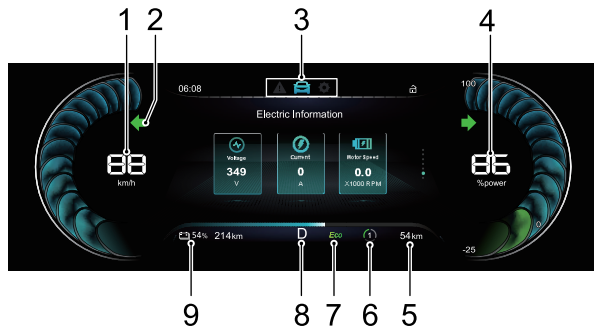 1 2 3 4
06:08
100
Electric Information
88
km/h
Voltage
349
V
Current
0
A
Motor Speed
0.0
X1000 RPM
86
%power
0
-25
54% 214km D Eco 1 54km
9 8 7 6 5